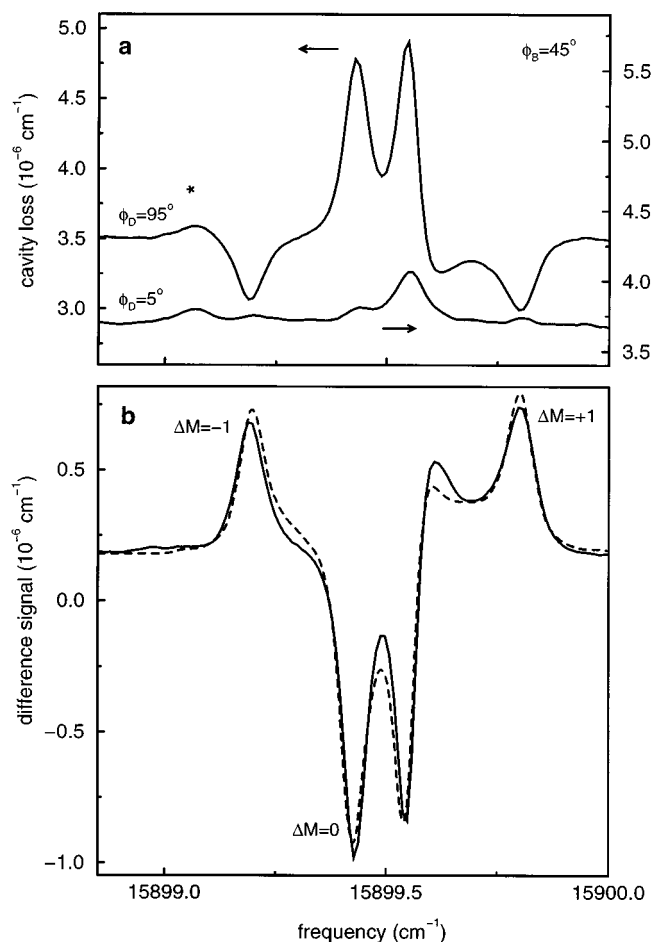 a
ϕB=45°
cavity loss (10⁻⁶ cm⁻¹)
5.0
4.5
4.0
3.5
3.0
5.5
5.0
4.5
4.0
3.5
*
ϕD=95°
ϕD=5°
b
ΔM=−1
ΔM=+1
ΔM=0
difference signal (10⁻⁶ cm⁻¹)
0.5
0.0
−0.5
−1.0
15899.0 15899.5 15900.0
frequency (cm⁻¹)